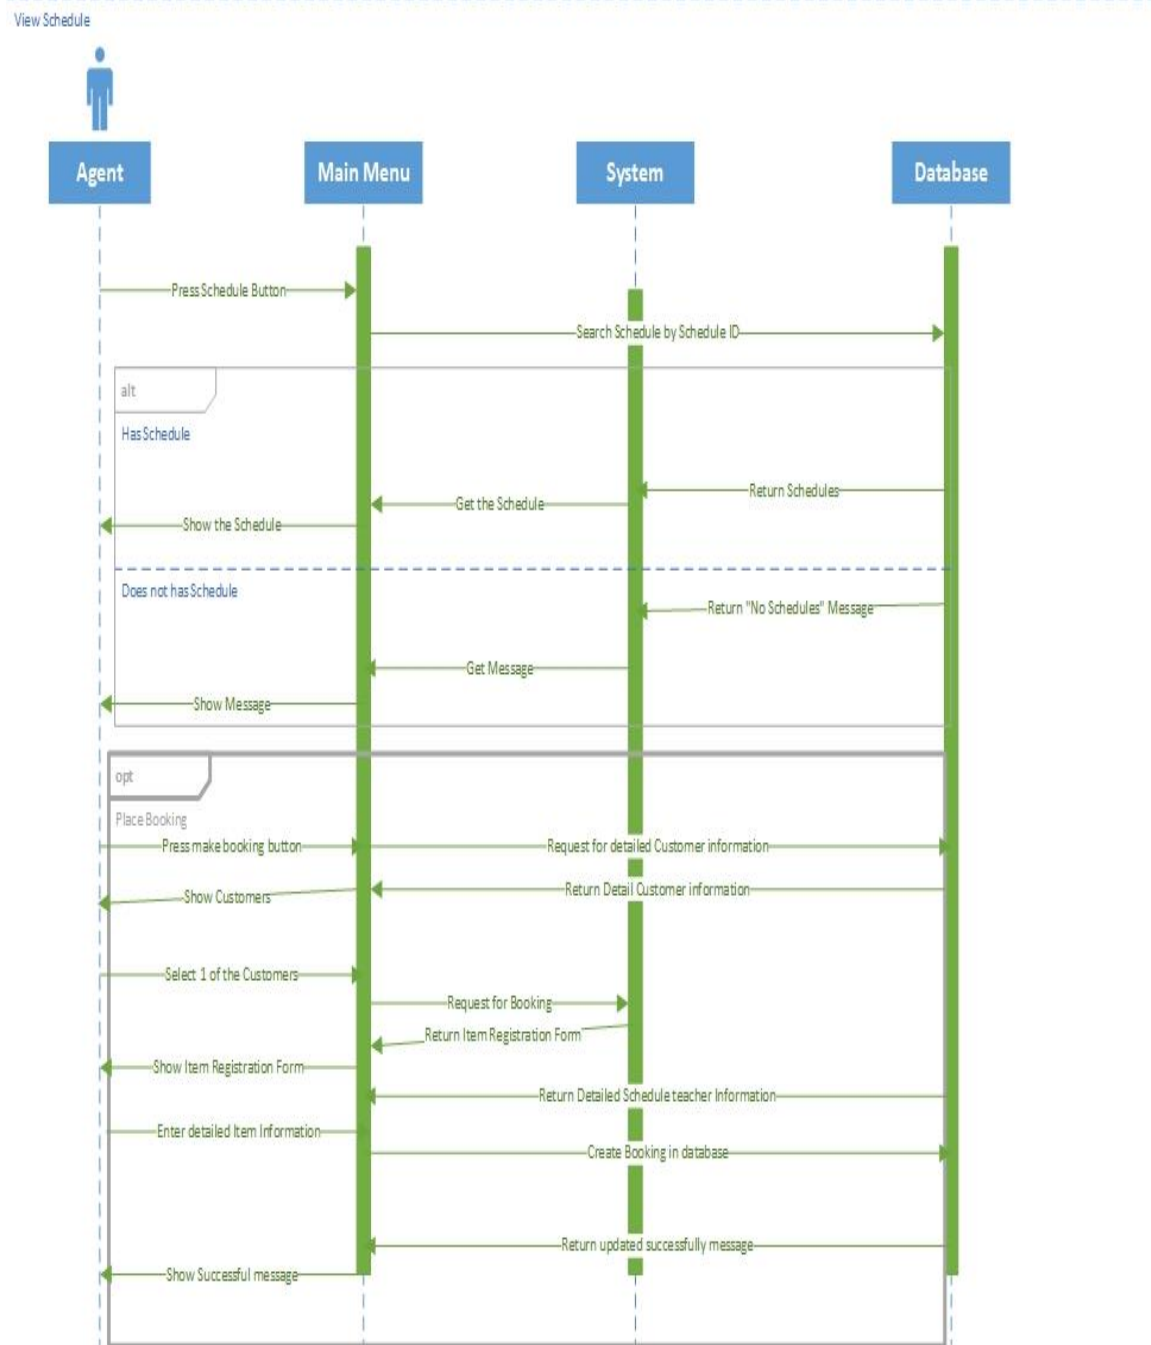 View Schedule
Agent
Main Menu
System
Database
Press Schedule Button
Search Schedule by Schedule ID
alt
Has Schedule
Return Schedules
Get the Schedule
Show the Schedule
Does not has Schedule
Return "No Schedules" Message
Get Message
Show Message
opt
Place Booking
Press make booking button
Request for detailed Customer information
Return Detail Customer information
Show Customers
Select 1 of the Customers
Request for Booking
Return Item Registration Form
Show Item Registration Form
Return Detailed Schedule teacher Information
Enter detailed Item Information
Create Booking in database
Return updated successfully message
Show Successful message